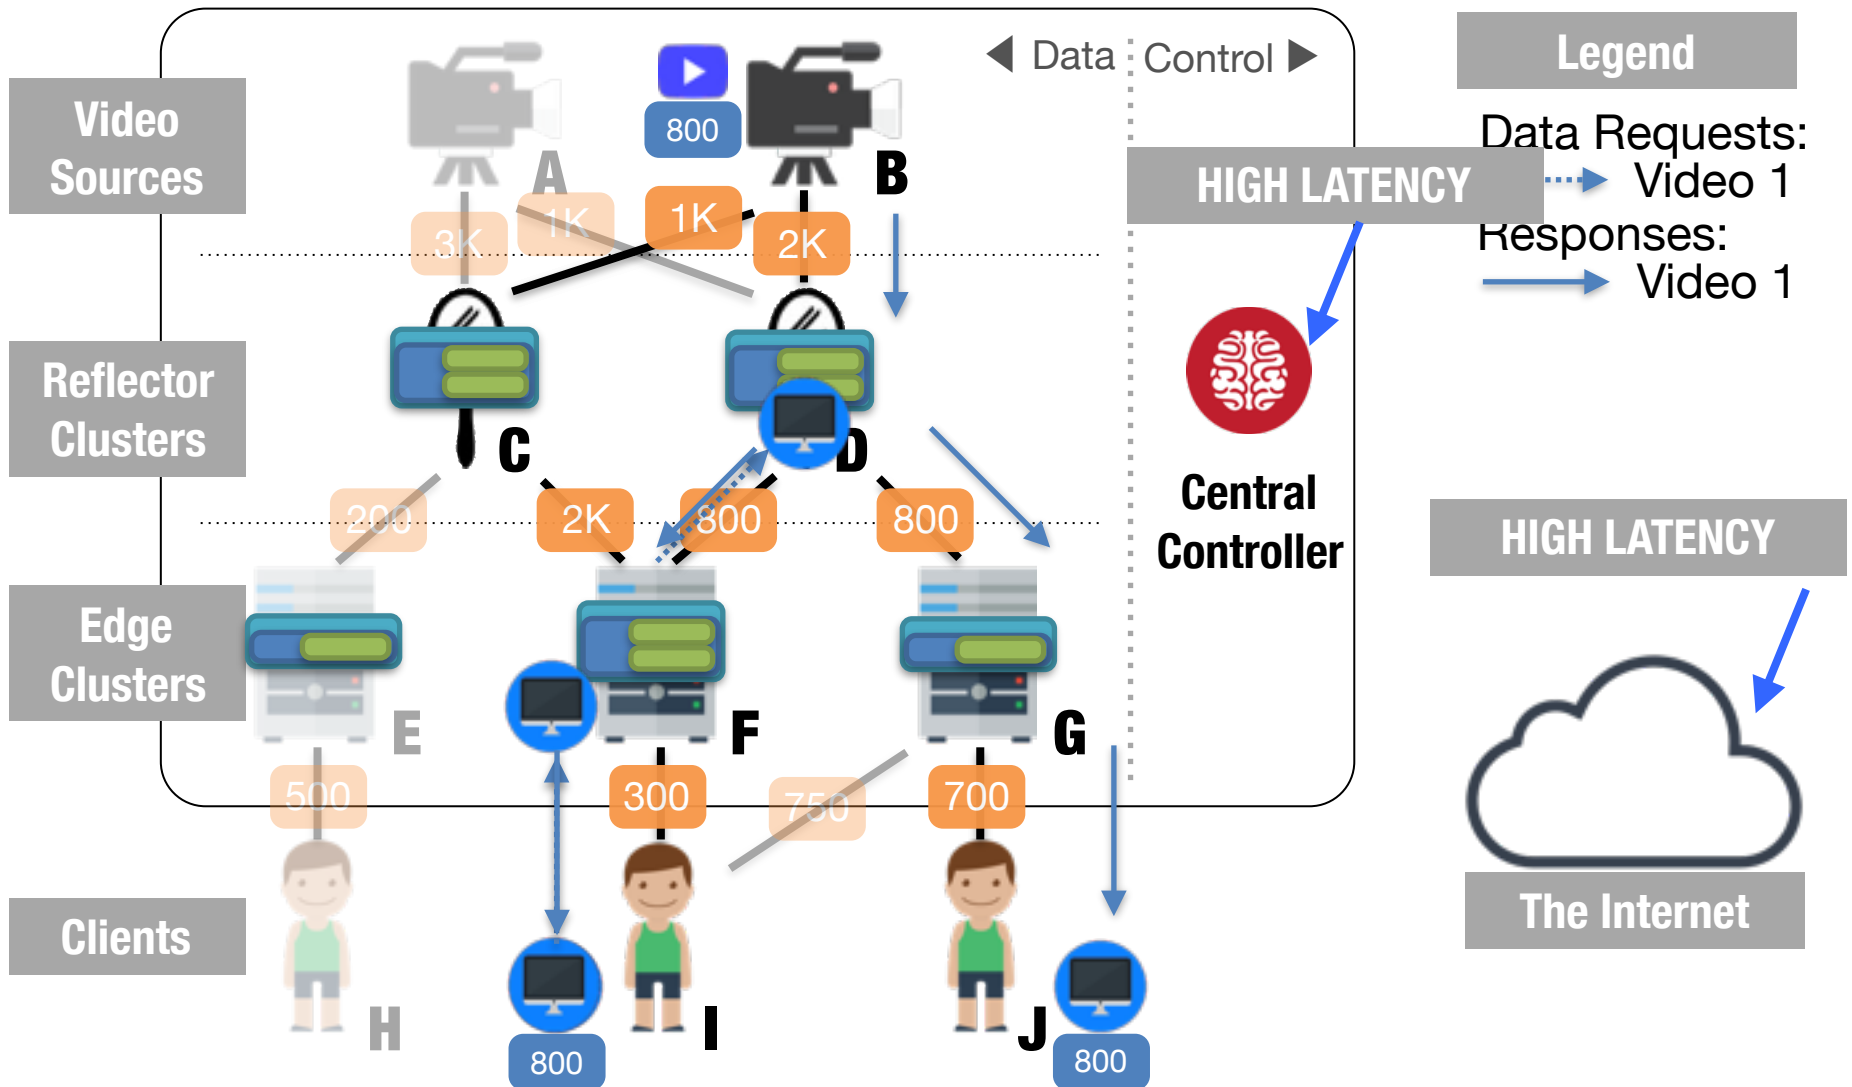 Data
Control
Legend
Video
Sources
800
A
B
Data Requests:
HIGH LATENCY
Video 1
3K
1K
1K
2K
Responses:
Video 1
Reflector
Clusters
C
D
Central
Controller
200
2K
800
800
HIGH LATENCY
Edge
Clusters
E
F
G
500
300
750
700
The Internet
Clients
H
I
J
800
800